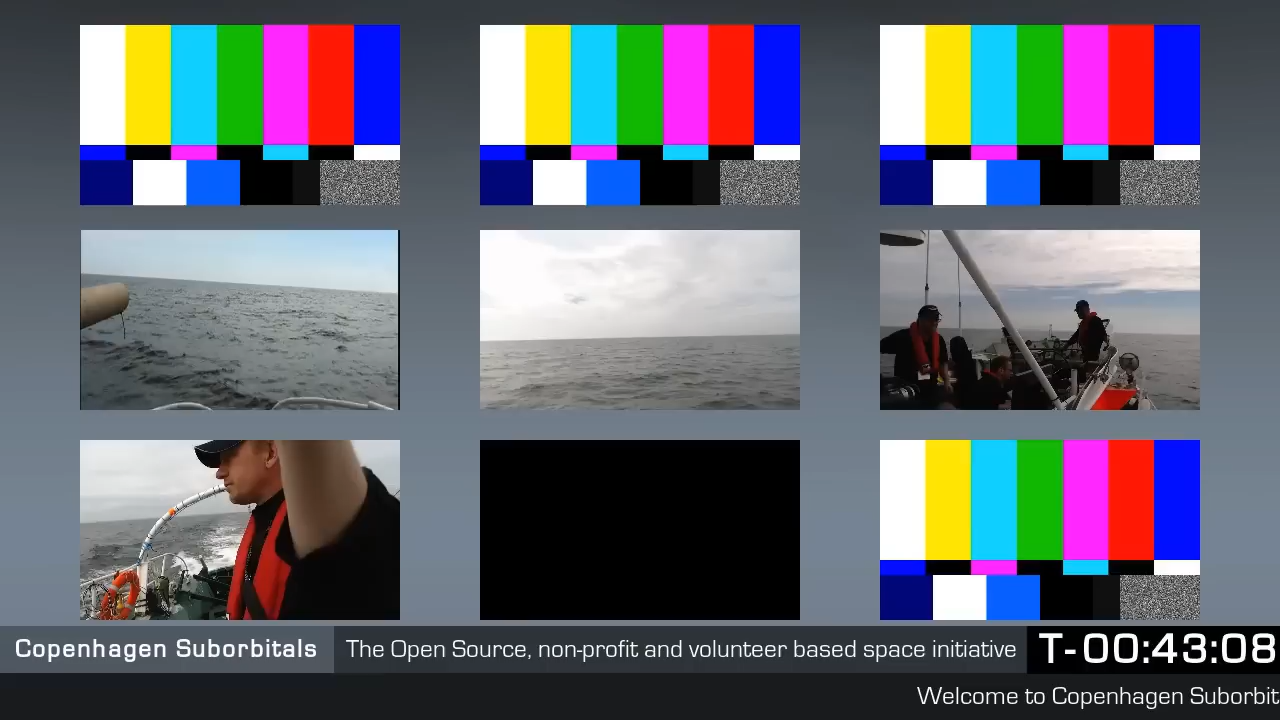 Copenhagen Suborbitals
The Open Source, non-profit and volunteer based space initiative
T-00:43:08
Welcome to Copenhagen Suborbit